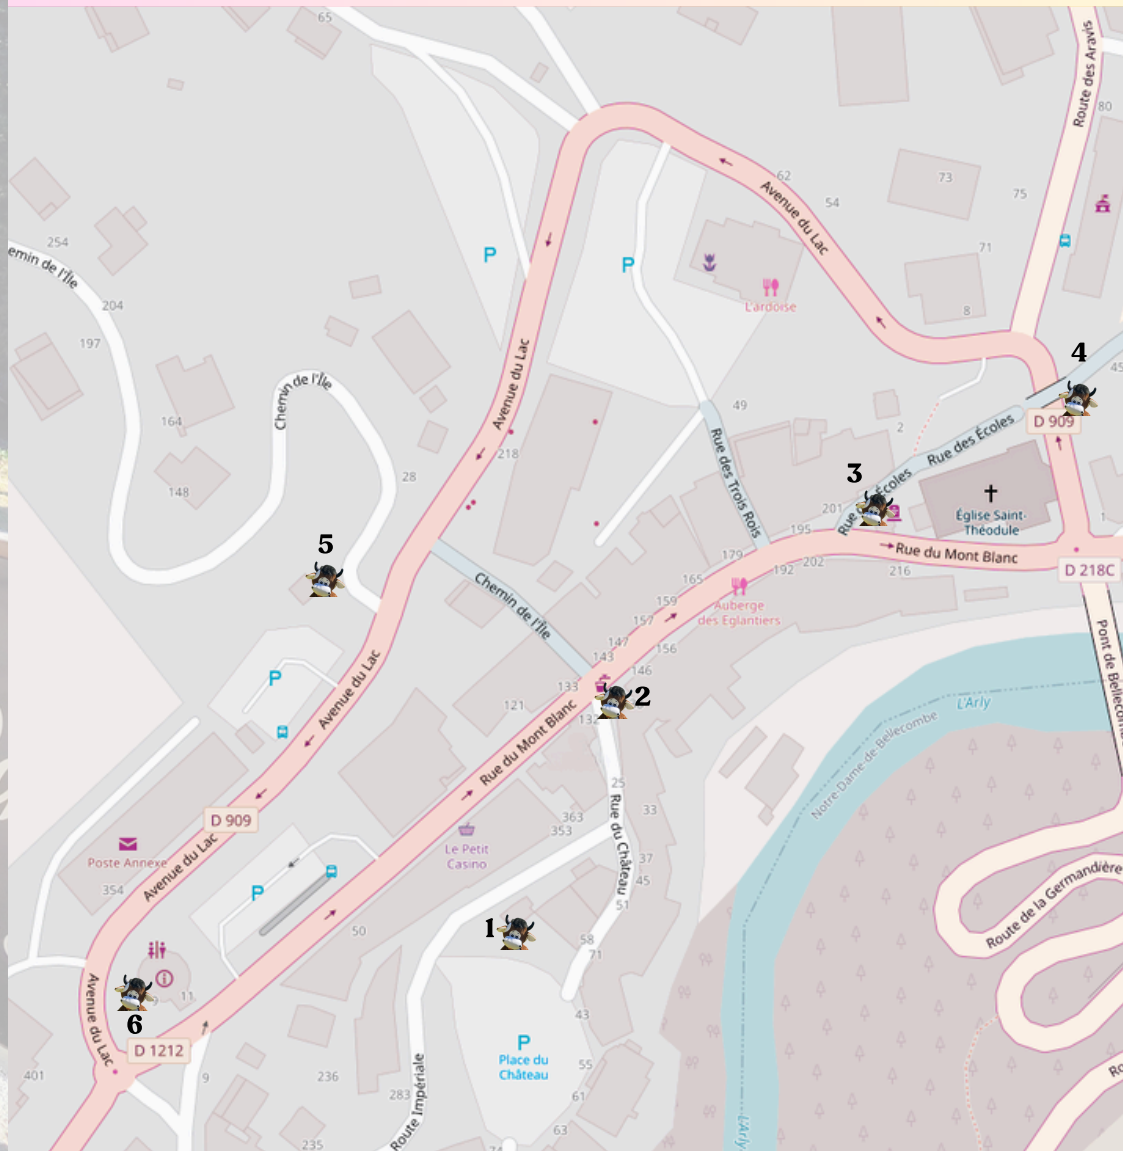 65
Route des Aravis
80
62
54
73
75
Avenue du Lac
254
emin de l'Île
P
P
71
L'ardoise
204
8
197
4
45
Avenue du Lac
Chemin de l'Île
164
49
2
D 909
Rue des Écoles
218
28
Rue des Trois Rois
3
Écoles
148
Église Saint-
Théodule
201
Rue
1
195
5
Rue du Mont Blanc
179
202
192
216
D 218C
165
Chemin de l'Île
159
Auberge
des Eglantiers
157
147
156
143
146
Pont de Bellecom
P
Avenue du Lac
133
2
L'Arly
121
132
Rue du Mont Blanc
Notre-Dame-de-Bellecombe
25
D 909
33
363
353
Rue du Château
Le Petit
Casino
Poste Annexe
Avenue du Lac
37
Route de la Germandière
45
354
P
51
50
1
58
71
11
Avenue du Lac
6
43
P
Place du
Château
D 1212
55
401
9
236
61
283
Route Impériale
63
235
74
L'Arly
Ro